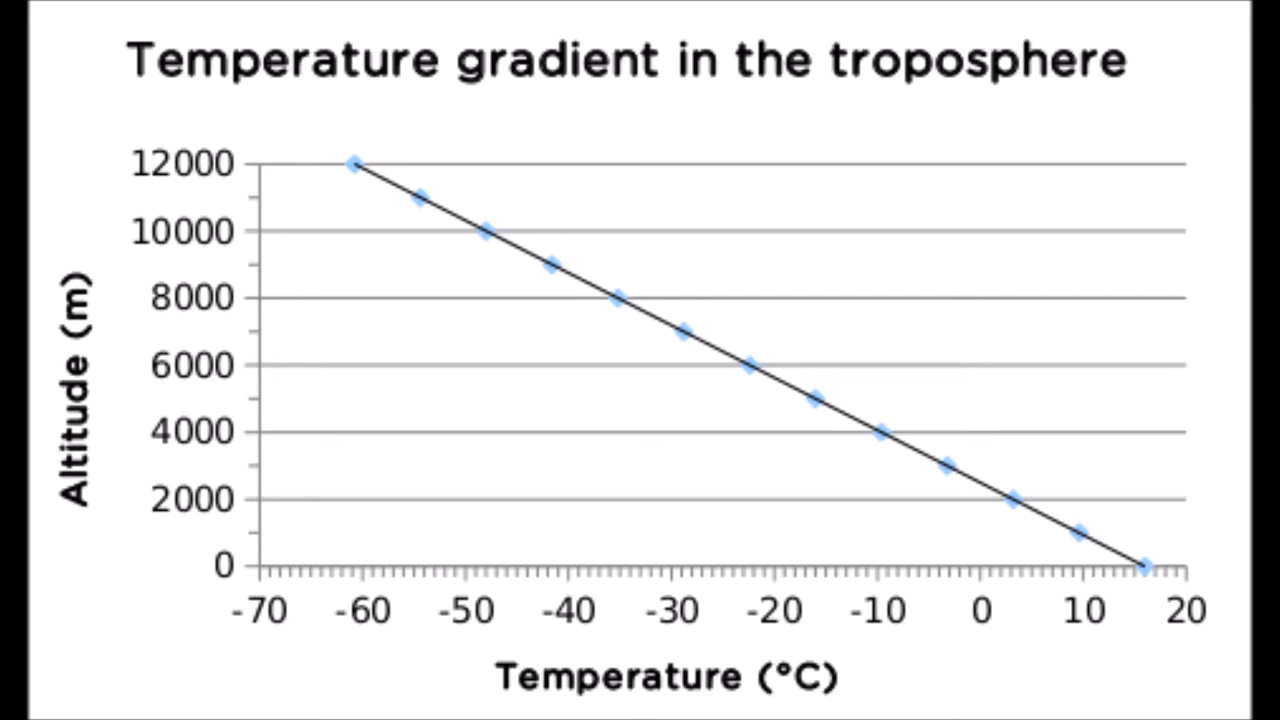 Temperature gradient in the troposphere
12000
10000
8000
6000
4000
2000
0
Altitude (m)
-70 -60 -50 -40 -30 -20 -10 0 10 20
Temperature (°C)